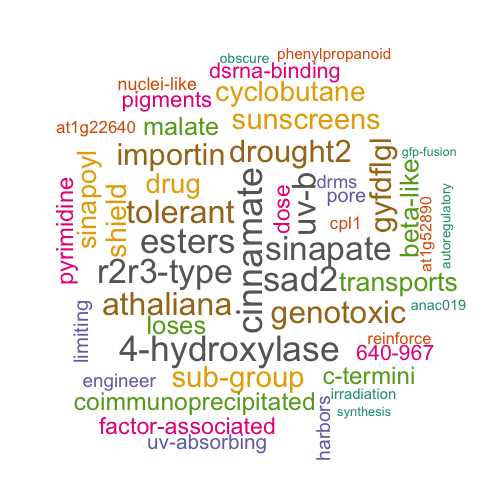 obscure
phenylpropanoid
dsrna-binding
nuclei-like
pigments
cyclobutane
at1g22640
malate
sunscreens
importin
drought2
gfp-fusion
pyrimidine
sinapoyl
shield
drug
tolerant
esters
cinnamate
dose
uv-b
drms
pore
cpl1
gyfdflgl
beta-like
at1g52890
autoregulatory
sinapate
r2r3-type
sad2
transports
athaliana
genotoxic
anac019
limiting
loses
4-hydroxylase
reinforce
640-967
engineer
sub-group
c-termini
coimmunoprecipitated
harbors
irradiation
synthesis
factor-associated
uv-absorbing